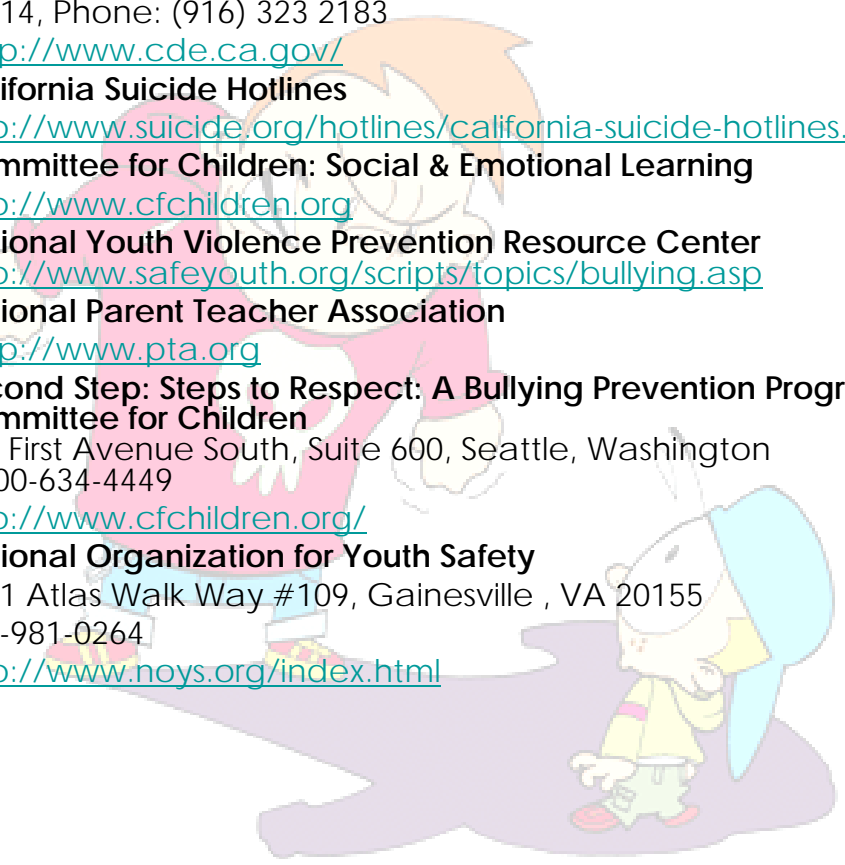 14, Phone: (916) 323 2183
p://www.cde.ca.gov/
ifornia Suicide Hotlines
p://www.suicide.org/hotlines/california-suicide-hotlines.
mmittee for Children: Social & Emotional Learning
p://www.cfchildren.org
ional Youth Violence Prevention Resource Center
p://www.safeyouth.org/scripts/topics/bullying.asp
ional Parent Teacher Association
p://www.pta.org
cond Step: Steps to Respect: A Bullying Prevention Progr
mmittee for Children
First Avenue South, Suite 600, Seattle, Washington
00-634-4449
p://www.cfchildren.org/
ional Organization for Youth Safety
1 Atlas Walk Way #109, Gainesville , VA 20155
-981-0264
p://www.noys.org/index.html